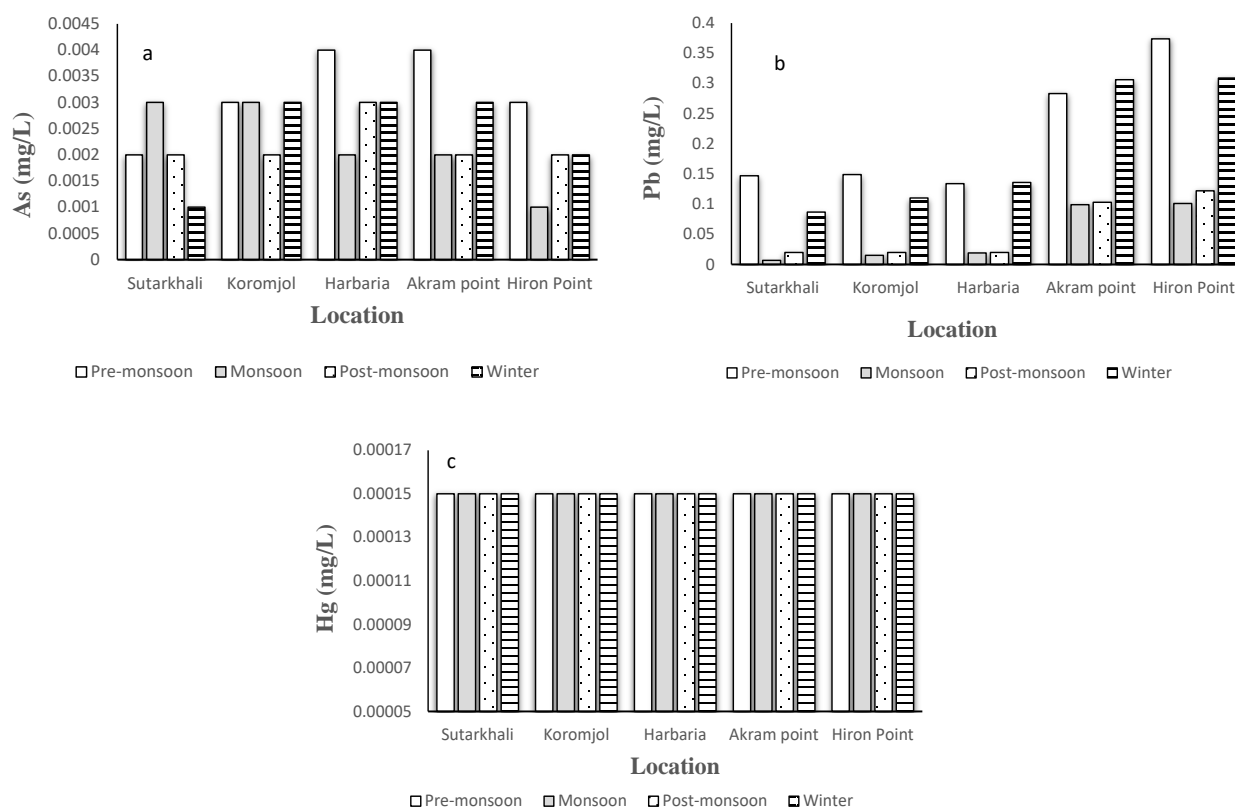 a
0.0045
0.004
0.0035
0.003
0.0025
0.002
0.0015
0.001
0.0005
0
As (mg/L)
Sutarkhali Koromjol Harbaria Akram point Hiron Point
Location
Pre-monsoon Monsoon Post-monsoon Winter
b
0.4
0.35
0.3
0.25
0.2
0.15
0.1
0.05
0
Pb (mg/L)
Sutarkhali Koromjol Harbaria Akram point Hiron Point
Location
Pre-monsoon Monsoon Post-monsoon Winter
c
0.00017
0.00015
0.00013
0.00011
0.00009
0.00007
0.00005
Hg (mg/L)
Sutarkhali Koromjol Harbaria Akram point Hiron Point
Location
Pre-monsoon Monsoon Post-monsoon Winter